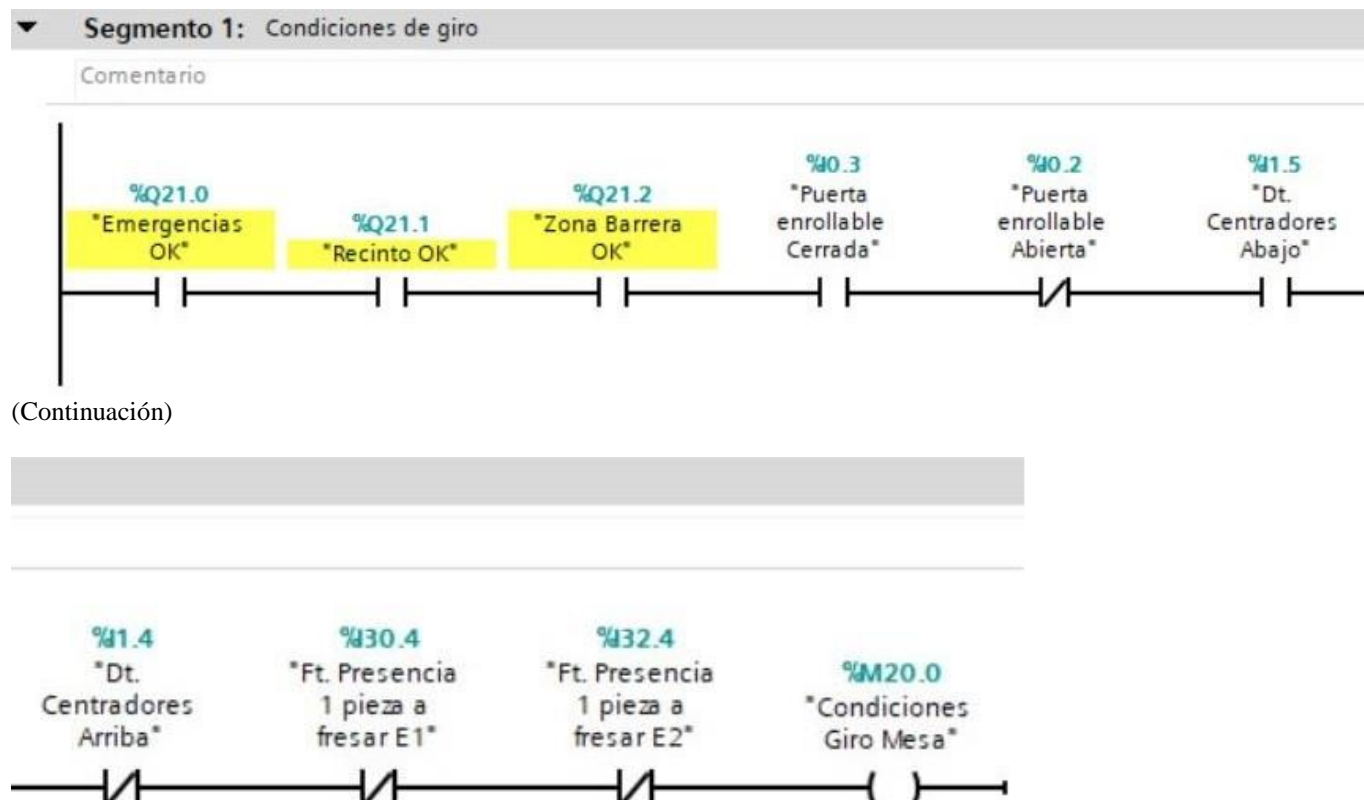 Segmento 1: Condiciones de giro
Comentario
%Q21.0
"Emergencias
OK"
%Q21.1
"Recinto OK"
%Q21.2
"Zona Barrera
OK"
%I0.3
"Puerta
enrollable
Cerrada"
%I0.2
"Puerta
enrollable
Abierta"
%I1.5
"Dt.
Centradores
Abajo"
(Continuación)
%I1.4
"Dt.
Centradores
Arriba"
%I30.4
"Ft. Presencia
1 pieza a
fresar E1"
%I32.4
"Ft. Presencia
1 pieza a
fresar E2"
%M20.0
"Condiciones
Giro Mesa"